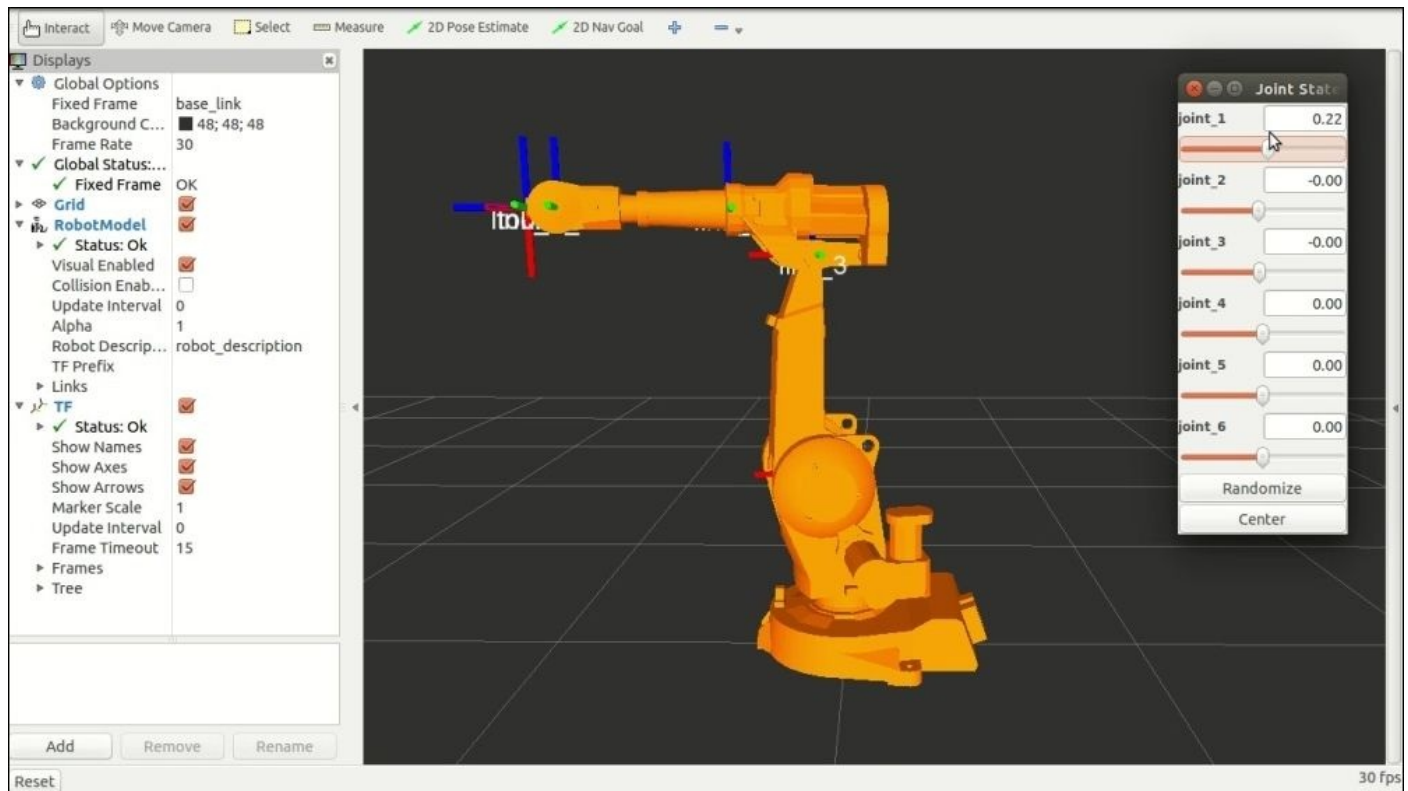 Interact Move Camera Select Measure 2D Pose Estimate 2D Nav Goal
Displays
Global Options
Fixed Frame base_link
Background C... 48; 48; 48
Frame Rate 30
Global Status:...
Fixed Frame OK
Grid
RobotModel
Status: Ok
Visual Enabled
Collision Enab...
Update Interval 0
Alpha 1
Robot Descrip... robot_description
TF Prefix
Links
TF
Status: Ok
Show Names
Show Axes
Show Arrows
Marker Scale 1
Update Interval 0
Frame Timeout 15
Frames
Tree
Add Remove Rename
Reset
Joint State
joint_1 0.22
joint_2 -0.00
joint_3 -0.00
joint_4 0.00
joint_5 0.00
joint_6 0.00
Randomize
Center
30 fps